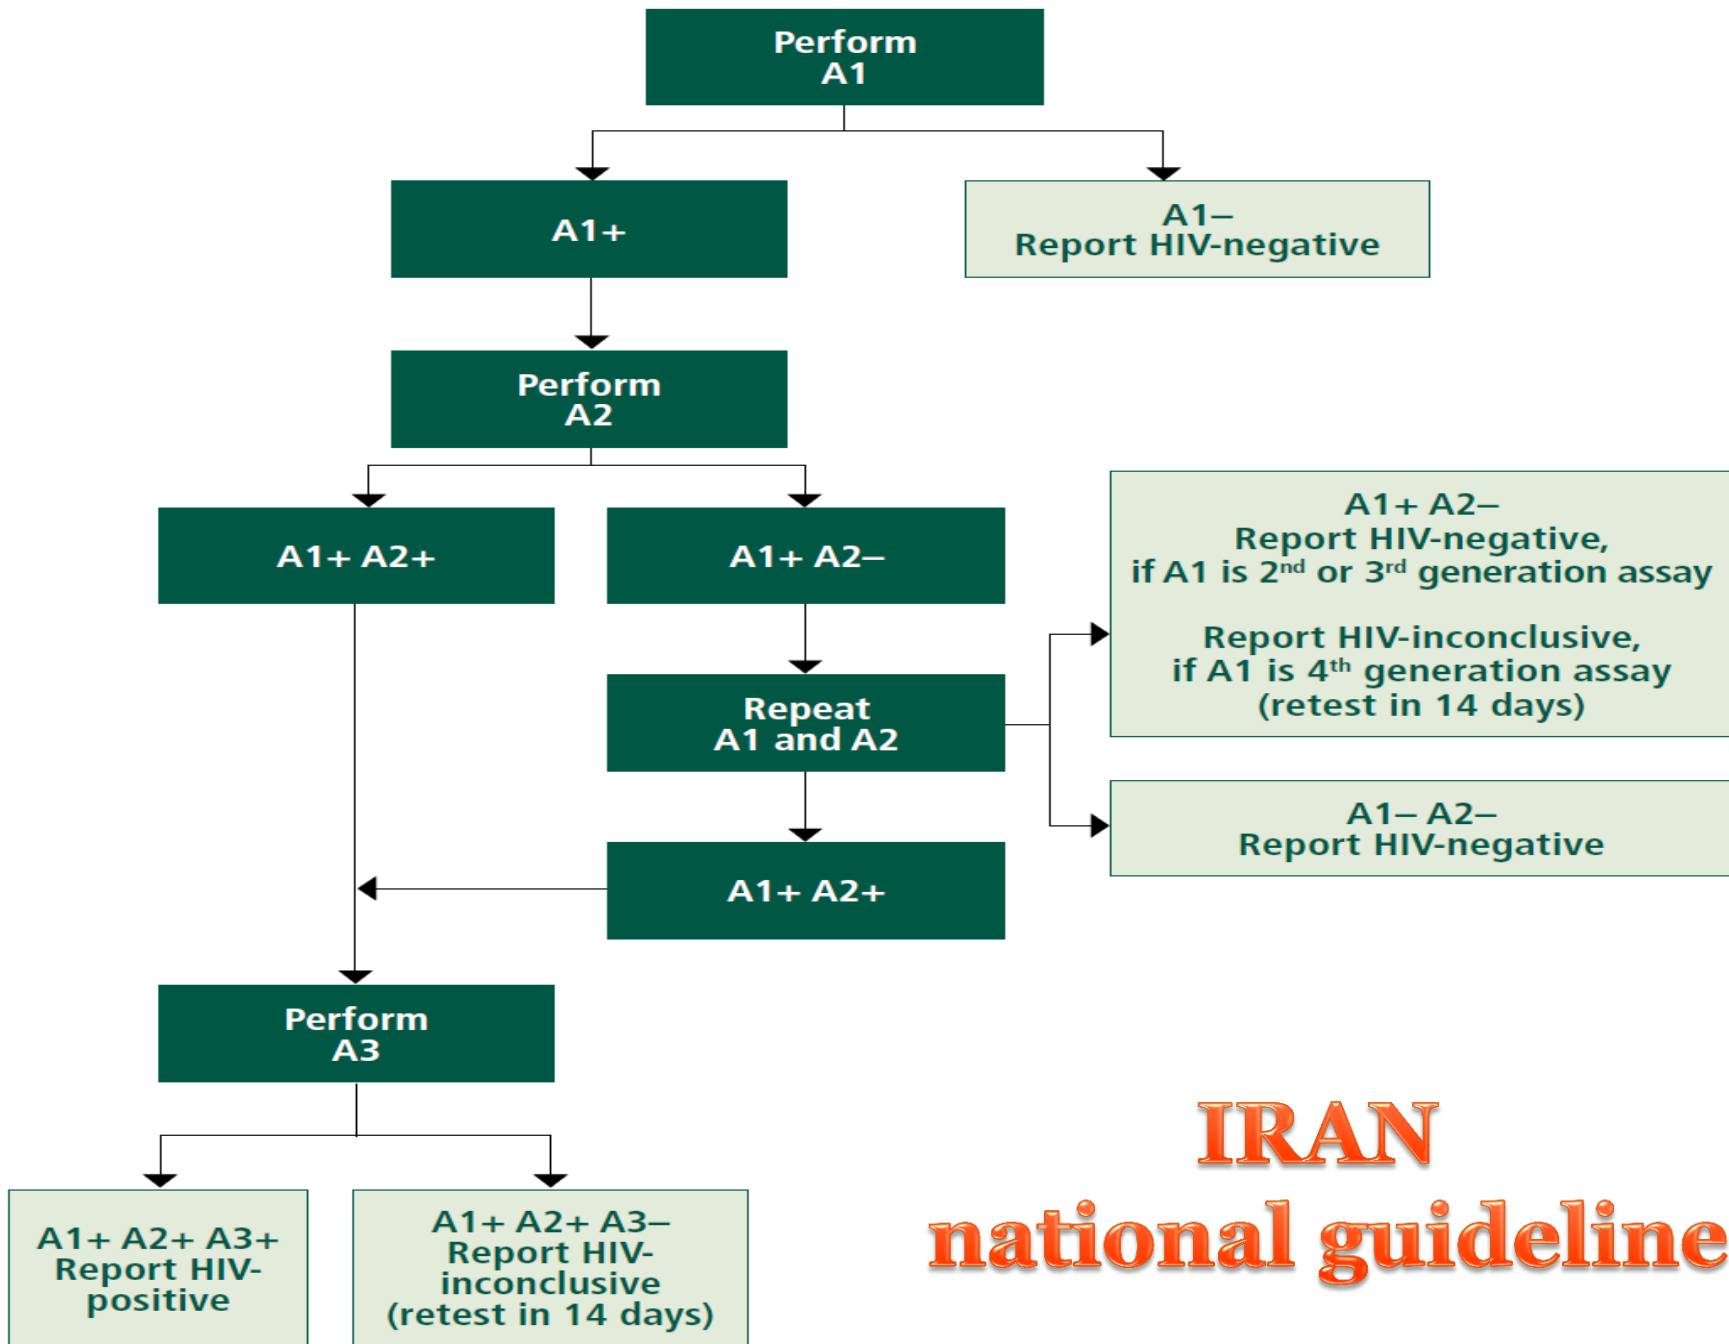 Perform
A1
A1+
A1–
Report HIV-negative
Perform
A2
A1+ A2+
A1+ A2–
A1+ A2–
Report HIV-negative,
if A1 is 2nd or 3rd generation assay
Report HIV-inconclusive,
if A1 is 4th generation assay
(retest in 14 days)
Repeat
A1 and A2
A1– A2–
Report HIV-negative
A1+ A2+
Perform
A3
A1+ A2+ A3+
Report HIV-
positive
A1+ A2+ A3–
Report HIV-
inconclusive
(retest in 14 days)
IRAN
national guideline